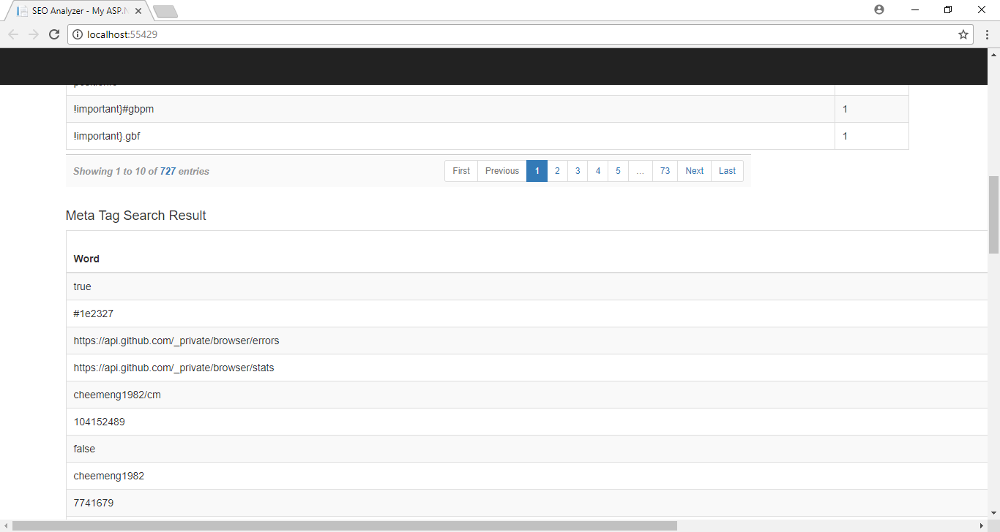 SEO Analyzer - My ASP.N
localhost:55429
!important}#gbpm 1
!important}.gbf 1
Showing 1 to 10 of 727 entries First Previous 1 2 3 4 5 ... 73 Next Last
Meta Tag Search Result
Word
true
#1e2327
https://api.github.com/_private/browser/errors
https://api.github.com/_private/browser/stats
cheemeng1982/cm
104152489
false
cheemeng1982
7741679